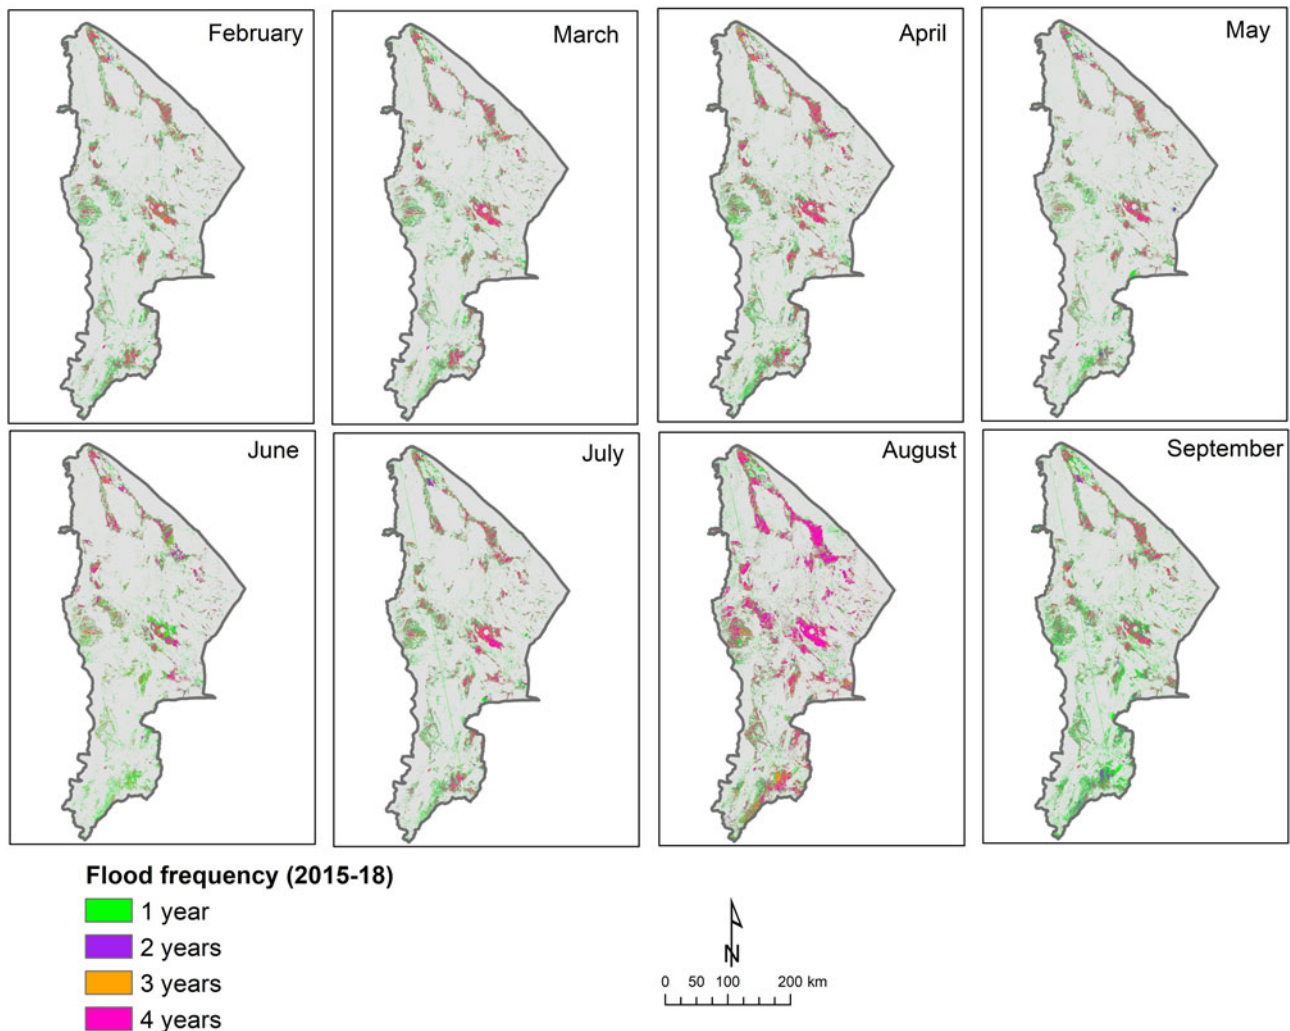 February
March
April
May
June
July
August
September
Flood frequency (2015-18)
1 year
2 years
3 years
4 years
N
0 50 100 200 km